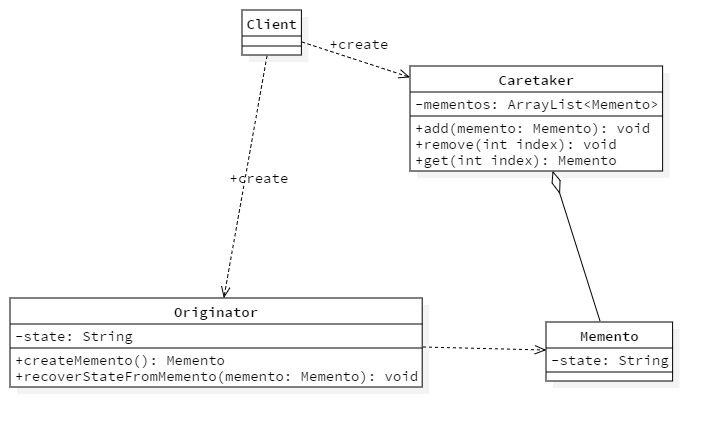 Client
+create
Caretaker
-mementos: ArrayList<Memento>
+add(memento: Memento): void
+remove(int index): void
+get(int index): Memento
+create
Originator
-state: String
+createMemento(): Memento
+recoverStateFromMemento(memento: Memento): void
Memento
-state: String